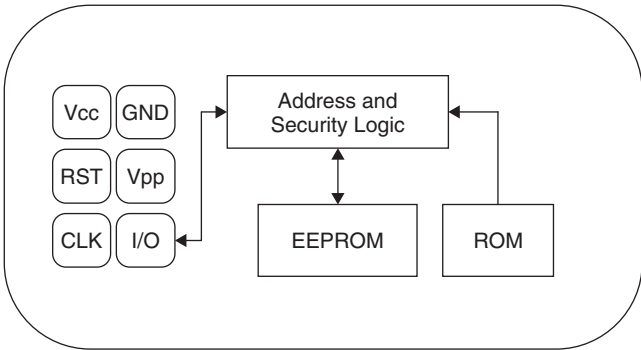 Vcc GND
Address and
Security Logic
RST Vpp
CLK I/O
EEPROM
ROM